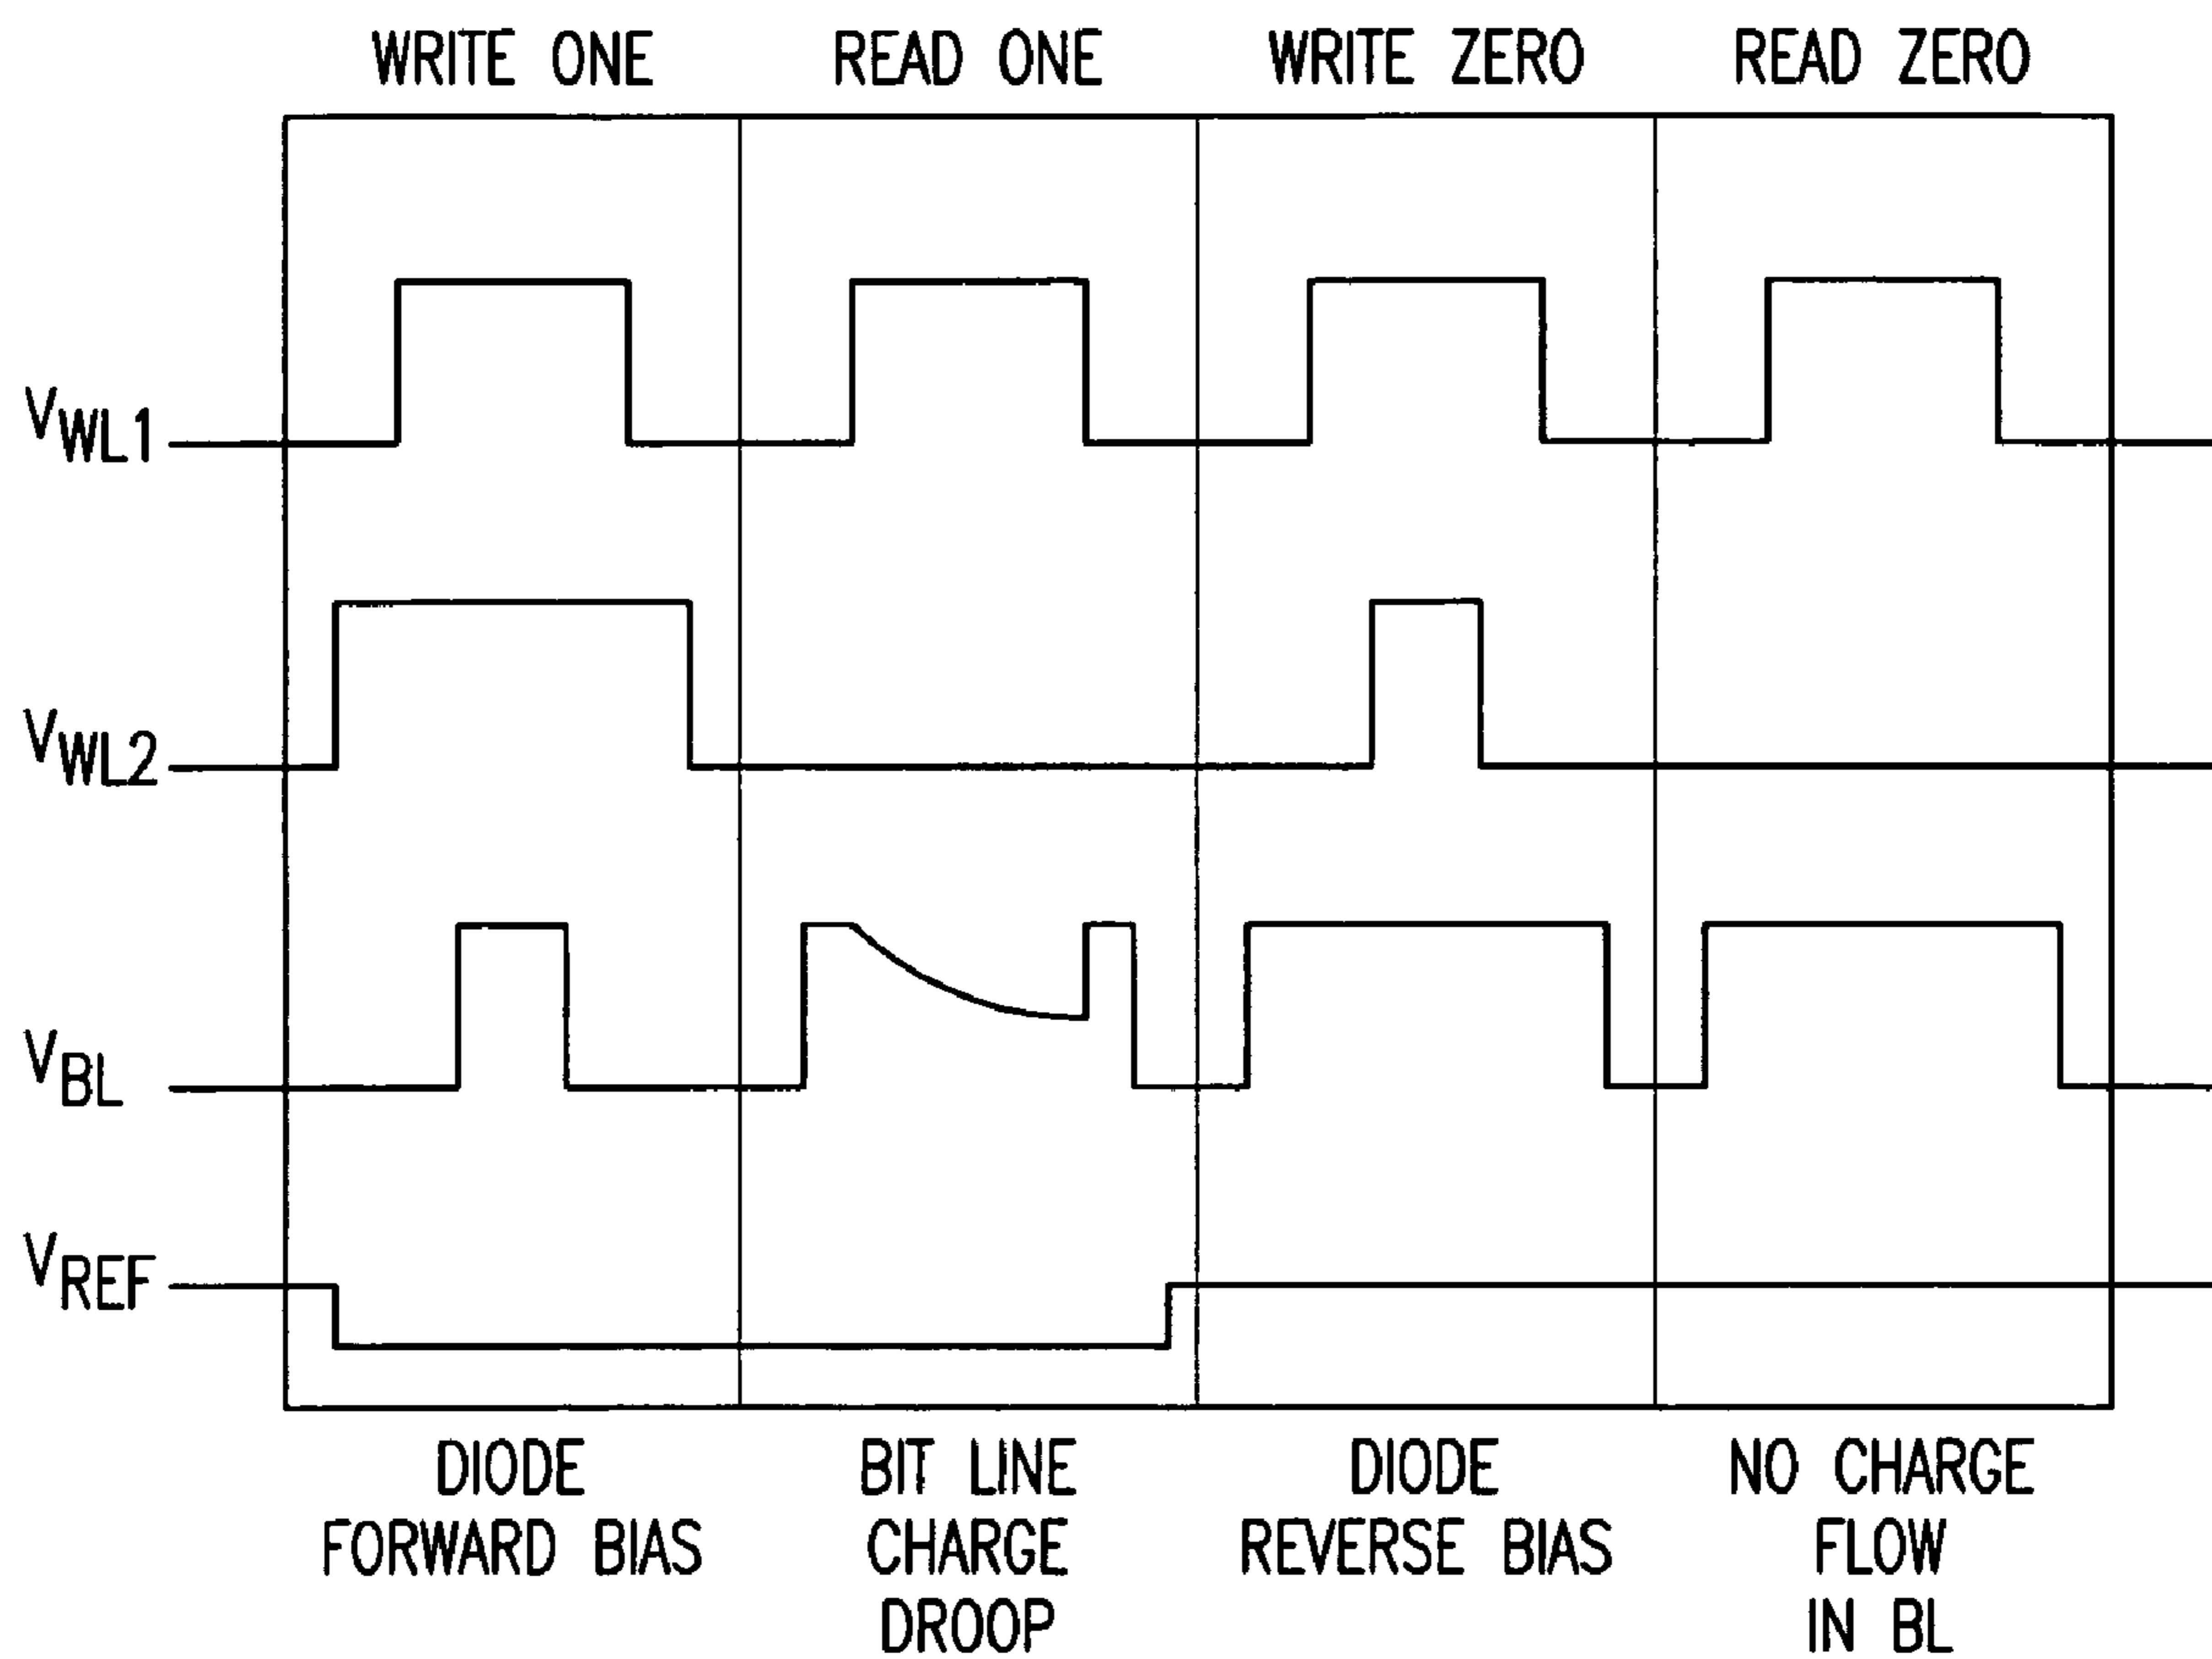 WRITE ONE READ ONE WRITE ZERO READ ZERO
VWL1
VWL2
VBL
VREF
DIODE
FORWARD BIAS
BIT LINE
CHARGE
DROOP
DIODE
REVERSE BIAS
NO CHARGE
FLOW
IN BL